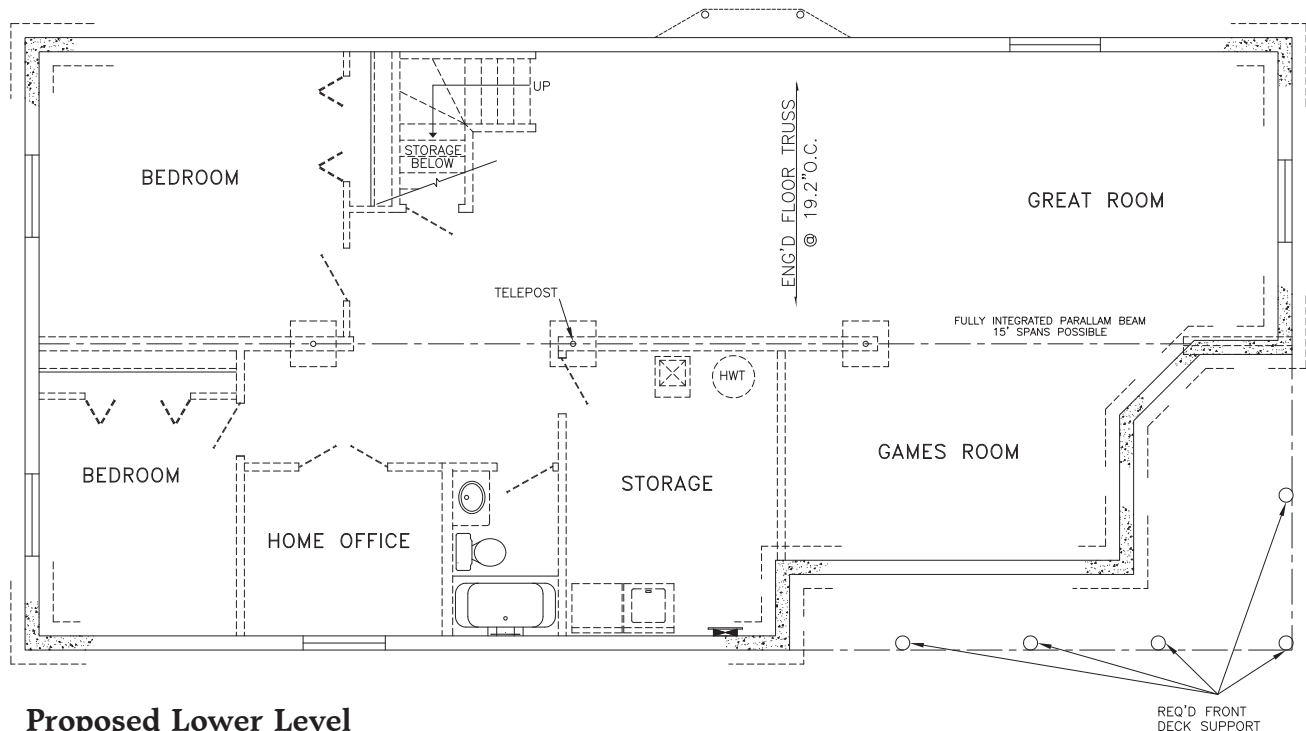 UP
STORAGE
BELOW
BEDROOM
ENG'D FLOOR TRUSS
@ 19.2"O.C.
GREAT ROOM
TELEPOST
FULLY INTEGRATED PARALLAM BEAM
15' SPANS POSSIBLE
HWT
BEDROOM
GAMES ROOM
STORAGE
HOME OFFICE
REQ'D FRONT
DECK SUPPORT
Proposed Lower Level